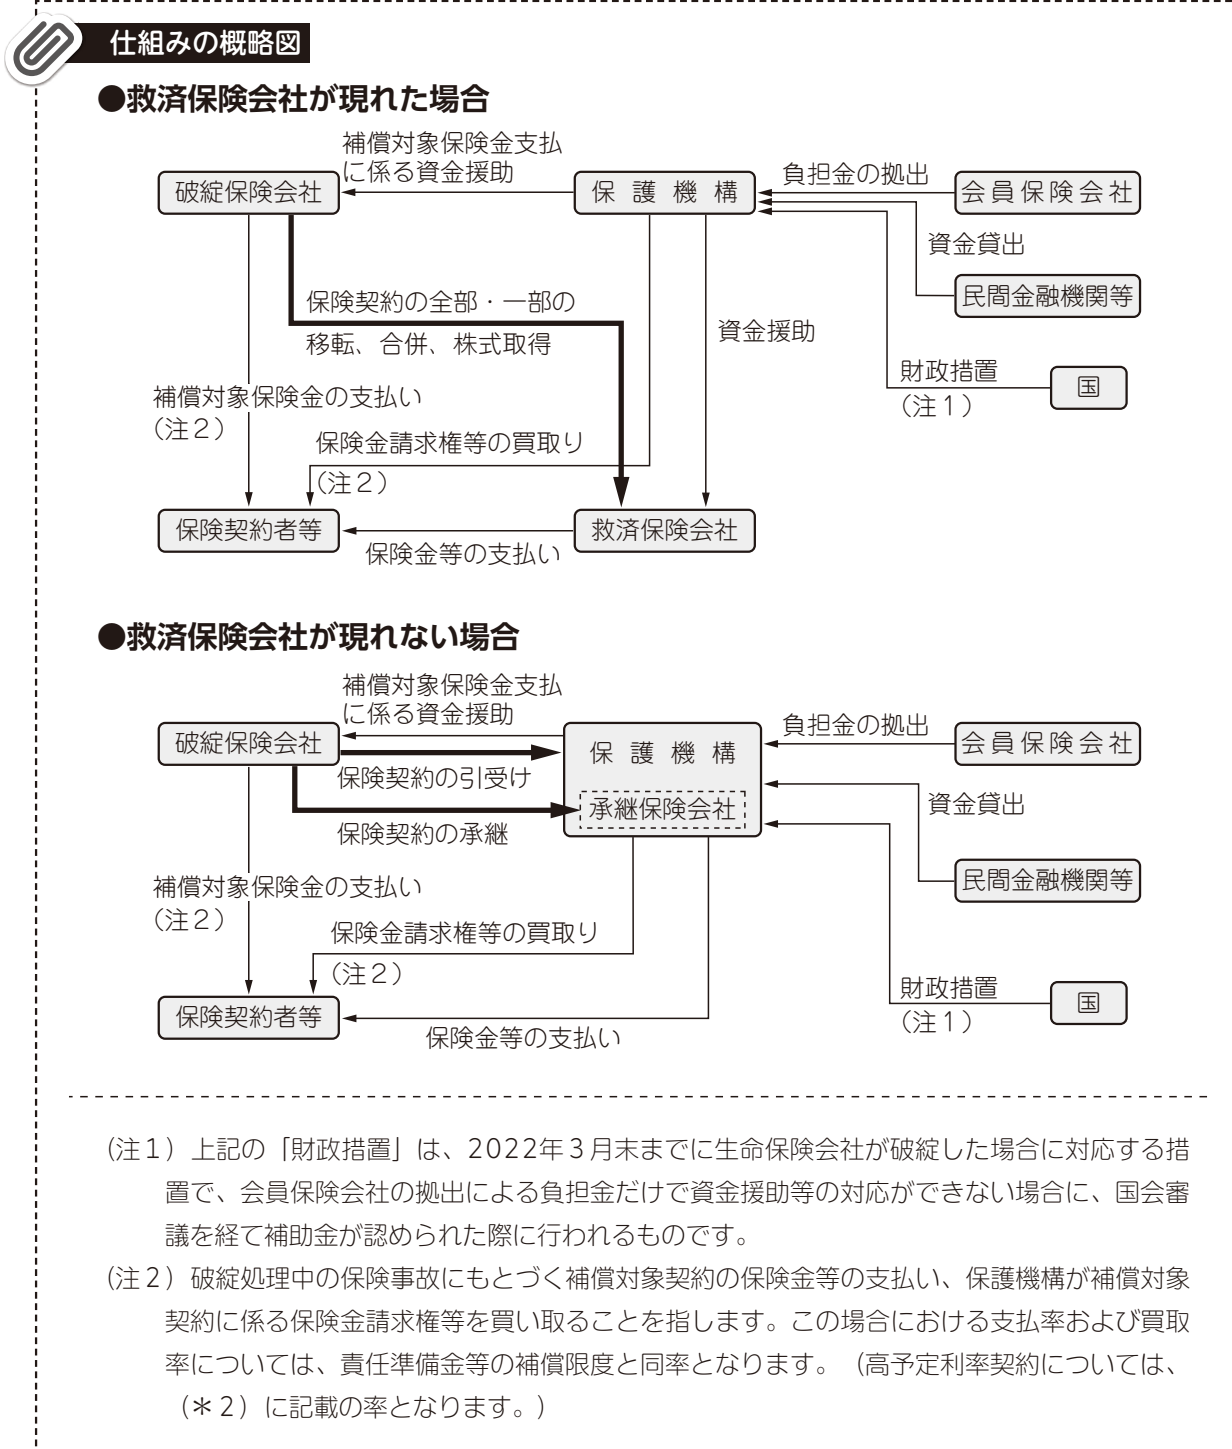 仕組みの概略図
●救済保険会社が現れた場合
補償対象保険金支払
に係る資金援助
破綻保険会社
保護機構
負担金の拠出
会員保険会社
資金貸出
民間金融機関等
保険契約の全部・一部の
移転、合併、株式取得
資金援助
財政措置
（注１）
国
補償対象保険金の支払い
（注２）
保険金請求権等の買取り
（注２）
保険契約者等
救済保険会社
保険金等の支払い
●救済保険会社が現れない場合
補償対象保険金支払
に係る資金援助
破綻保険会社
保護機構
負担金の拠出
会員保険会社
保険契約の引受け
承継保険会社
資金貸出
保険契約の承継
民間金融機関等
補償対象保険金の支払い
（注２）
保険金請求権等の買取り
（注２）
財政措置
（注１）
国
保険契約者等
保険金等の支払い
（注１）上記の「財政措置」は、2022年３月末までに生命保険会社が破綻した場合に対応する措
置で、会員保険会社の拠出による負担金だけで資金援助等の対応ができない場合に、国会審
議を経て補助金が認められた際に行われるものです。
（注２）破綻処理中の保険事故にもとづく補償対象契約の保険金等の支払い、保護機構が補償対象
契約に係る保険金請求権等を買い取ることを指します。この場合における支払率および買取
率については、責任準備金等の補償限度と同率となります。（高予定利率契約については、
（＊２）に記載の率となります。）